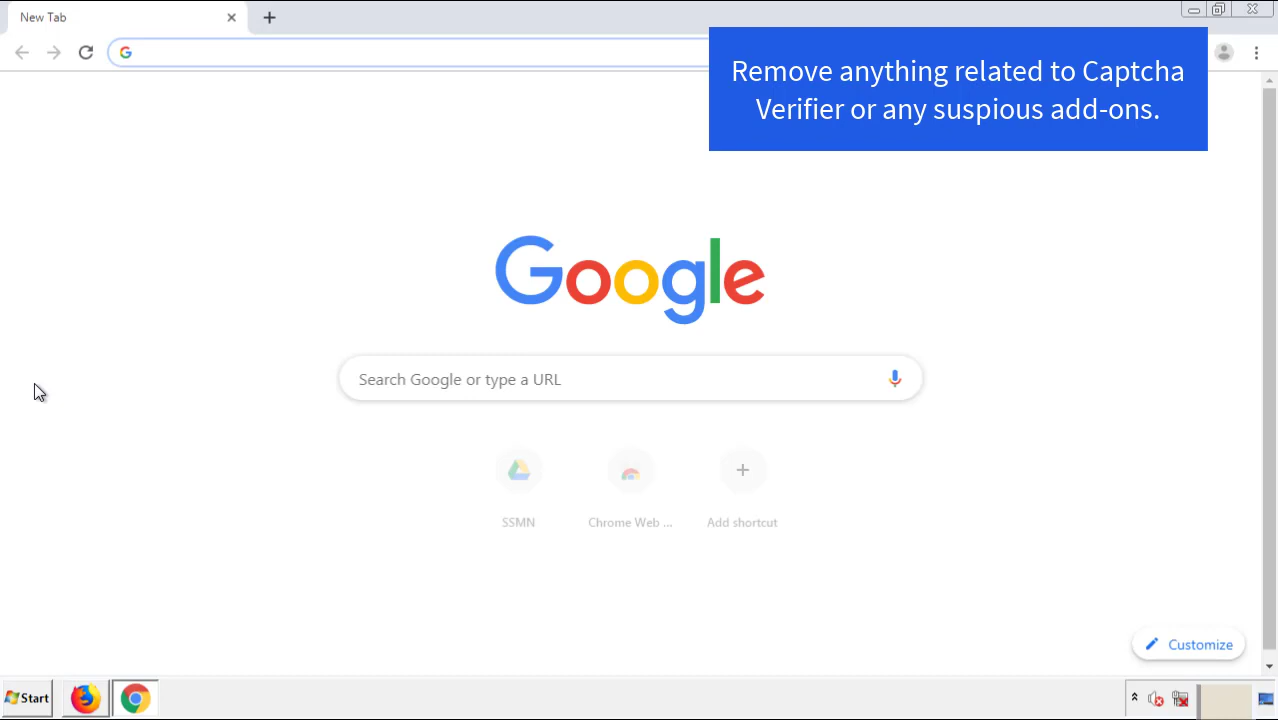 New Tab
Remove anything related to Captcha
Verifier or any suspious add-ons.
Google
Search Google or type a URL
SSMN
Chrome Web ...
Add shortcut
Customize
Start